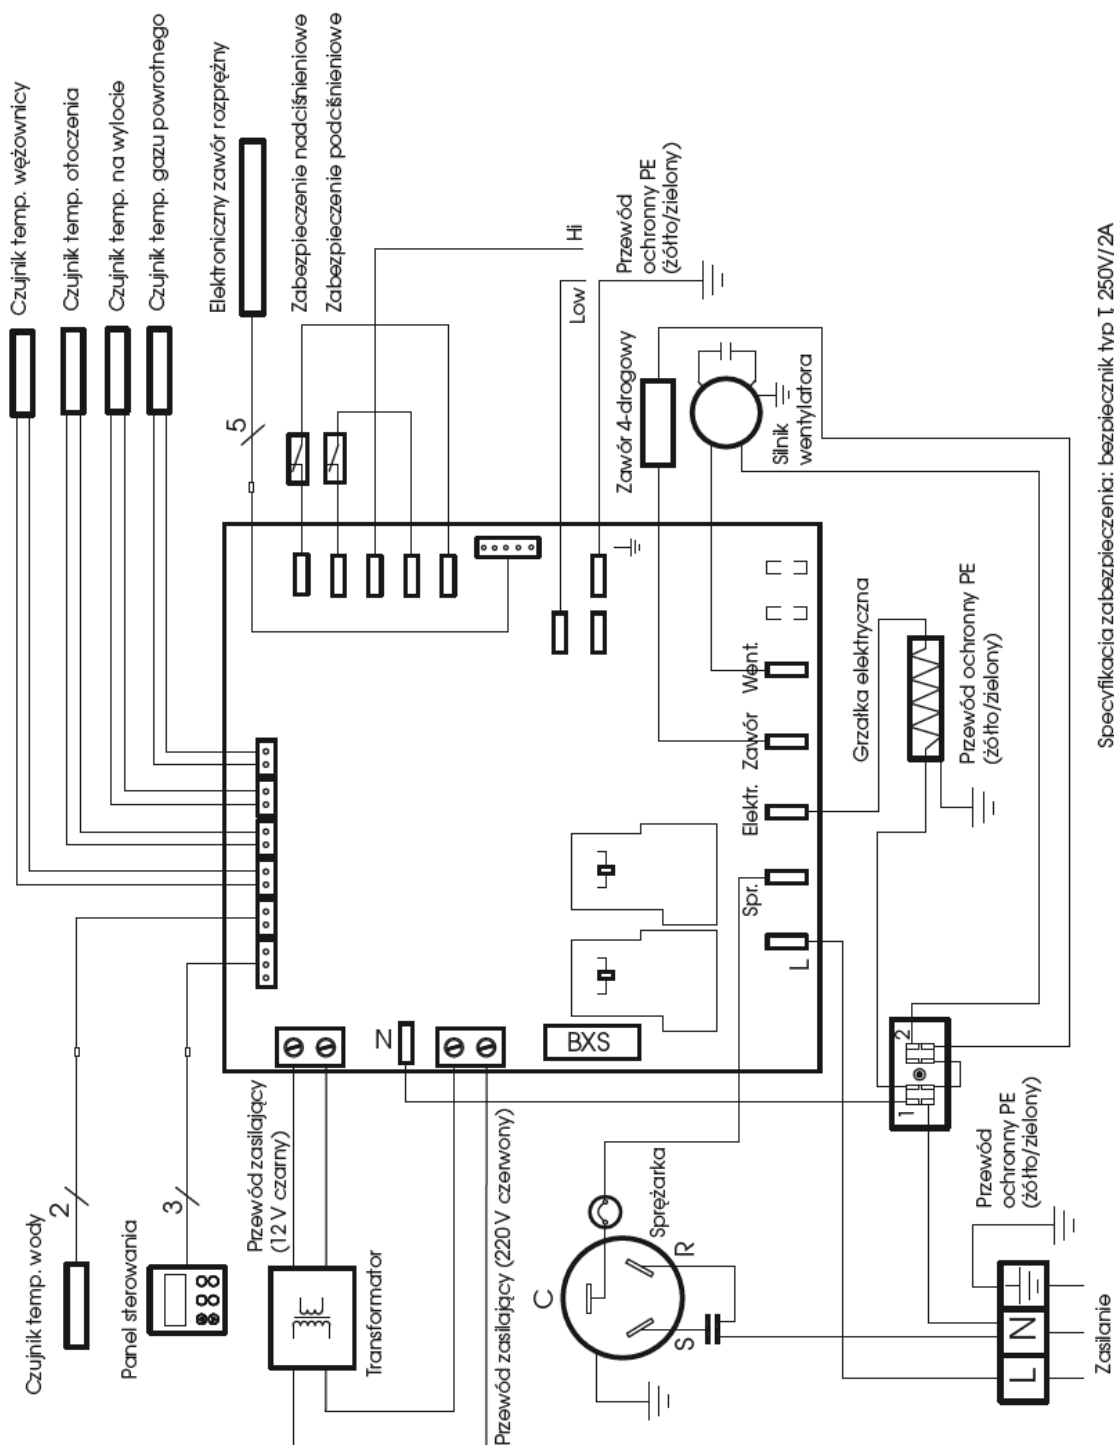 Czujnik temp. wężownicy
Czujnik temp. otoczenia
Czujnik temp. na wylocie
Czujnik temp. gazu powrotnego
Elektroniczny zawór rozprężny
Zabezpieczenie nadciśnieniowe
Zabezpieczenie podciśnieniowe
5
Hi
Low
Przewód
ochronny PE
(żółto/zielony)
Zawór 4-drogowy
Silnik
wentylatora
Czujnik temp. wody
2
Panel sterowania
3
Przewód zasilający
(12 V czarny)
Transformator
Przewód zasilający (220 V czerwony)
N
BXS
L
Spr.
Elektr.
Zawór
Went.
Grzałka elektryczna
Przewód ochronny PE
(żółto/zielony)
C
S
R
Sprężarka
1
2
Przewód
ochronny PE
(żółto/zielony)
L
N
Zasilanie
Specyfikacja zabezpieczenia: bezpiecznik typ T, 250V/2A